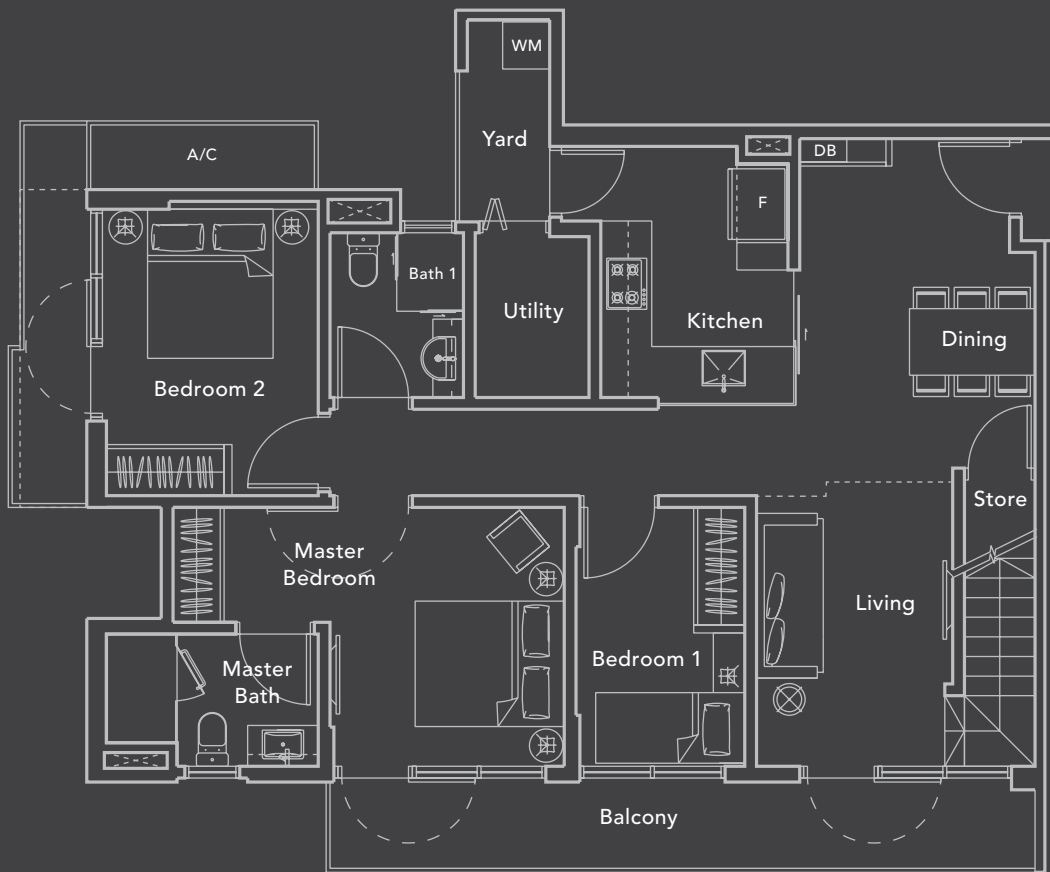 WM
Yard
A/C
DB
F
Bath 1
Utility
Kitchen
Dining
Bedroom 2
Store
Master
Bedroom
Living
Bedroom 1
Master
Bath
Balcony